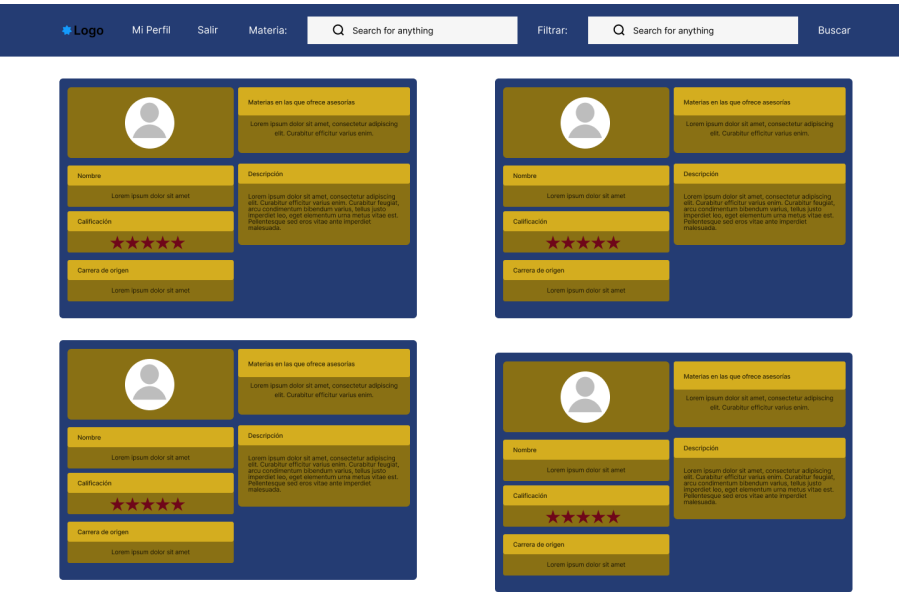 Logo
Mi Perfil
Salir
Materia:
Search for anything
Filtrar:
Search for anything
Buscar
Materias en las que ofrece asesorías
Lorem ipsum dolor sit amet, consectetur adipiscing
elit. Curabitur efficitur varius enim.
Nombre
Lorem ipsum dolor sit amet
Calificación
Carrera de origen
Lorem ipsum dolor sit amet
Descripción
Lorem ipsum dolor sit amet, consectetur adipiscing
elit. Curabitur efficitur varius enim. Curabitur feugiat,
arcu condimentum bibendum varius, tellus justo
imperdiet leo, eget elementum urna metus vitae est.
Pellentesque sed eros vitae ante imperdiet
malesuada.
Materias en las que ofrece asesorías
Lorem ipsum dolor sit amet, consectetur adipiscing
elit. Curabitur efficitur varius enim.
Nombre
Lorem ipsum dolor sit amet
Calificación
Carrera de origen
Lorem ipsum dolor sit amet
Descripción
Lorem ipsum dolor sit amet, consectetur adipiscing
elit. Curabitur efficitur varius enim. Curabitur feugiat,
arcu condimentum bibendum varius, tellus justo
imperdiet leo, eget elementum urna metus vitae est.
Pellentesque sed eros vitae ante imperdiet
malesuada.
Materias en las que ofrece asesorías
Lorem ipsum dolor sit amet, consectetur adipiscing
elit. Curabitur efficitur varius enim.
Nombre
Lorem ipsum dolor sit amet
Calificación
Carrera de origen
Lorem ipsum dolor sit amet
Descripción
Lorem ipsum dolor sit amet, consectetur adipiscing
elit. Curabitur efficitur varius enim. Curabitur feugiat,
arcu condimentum bibendum varius, tellus justo
imperdiet leo, eget elementum urna metus vitae est.
Pellentesque sed eros vitae ante imperdiet
malesuada.
Materias en las que ofrece asesorías
Lorem ipsum dolor sit amet, consectetur adipiscing
elit. Curabitur efficitur varius enim.
Nombre
Lorem ipsum dolor sit amet
Calificación
Carrera de origen
Lorem ipsum dolor sit amet
Descripción
Lorem ipsum dolor sit amet, consectetur adipiscing
elit. Curabitur efficitur varius enim. Curabitur feugiat,
arcu condimentum bibendum varius, tellus justo
imperdiet leo, eget elementum urna metus vitae est.
Pellentesque sed eros vitae ante imperdiet
malesuada.